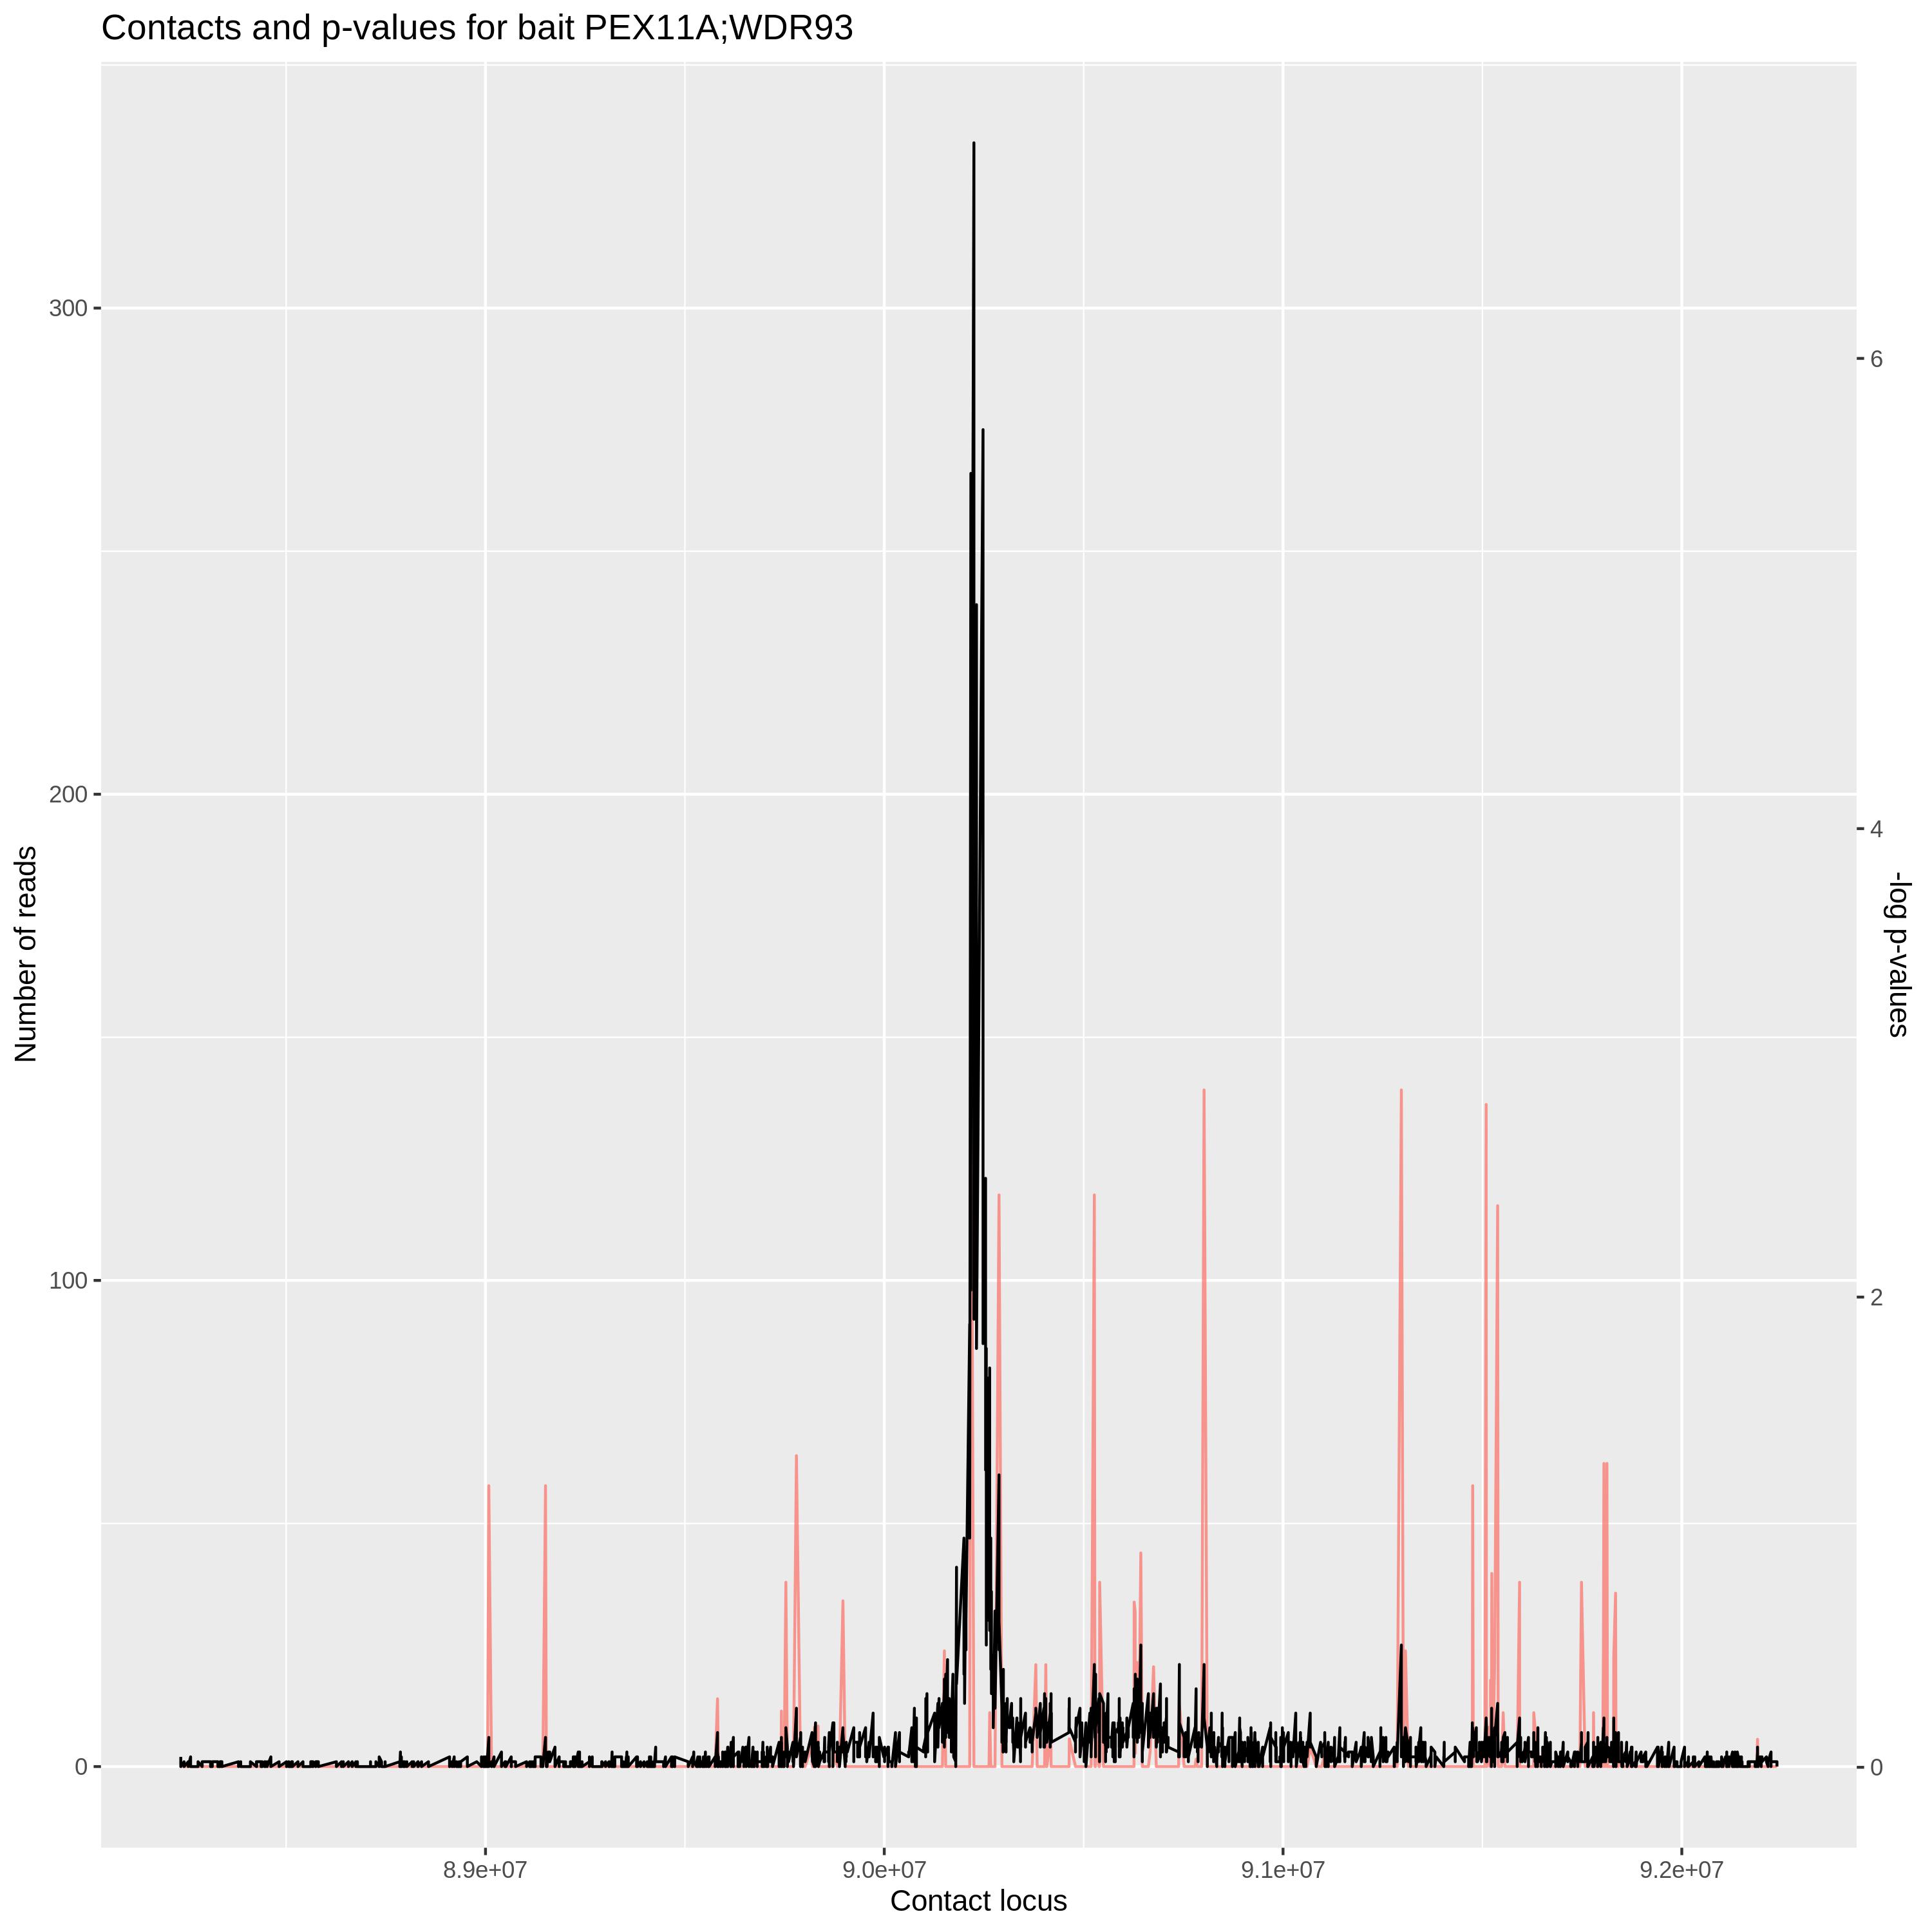 Contacts and p-values for bait PEX11A;WDR93
300
200
100
0
Number of reads
6
4
2
0
-log p-values
8.9e+07
9.0e+07
9.1e+07
9.2e+07
Contact locus